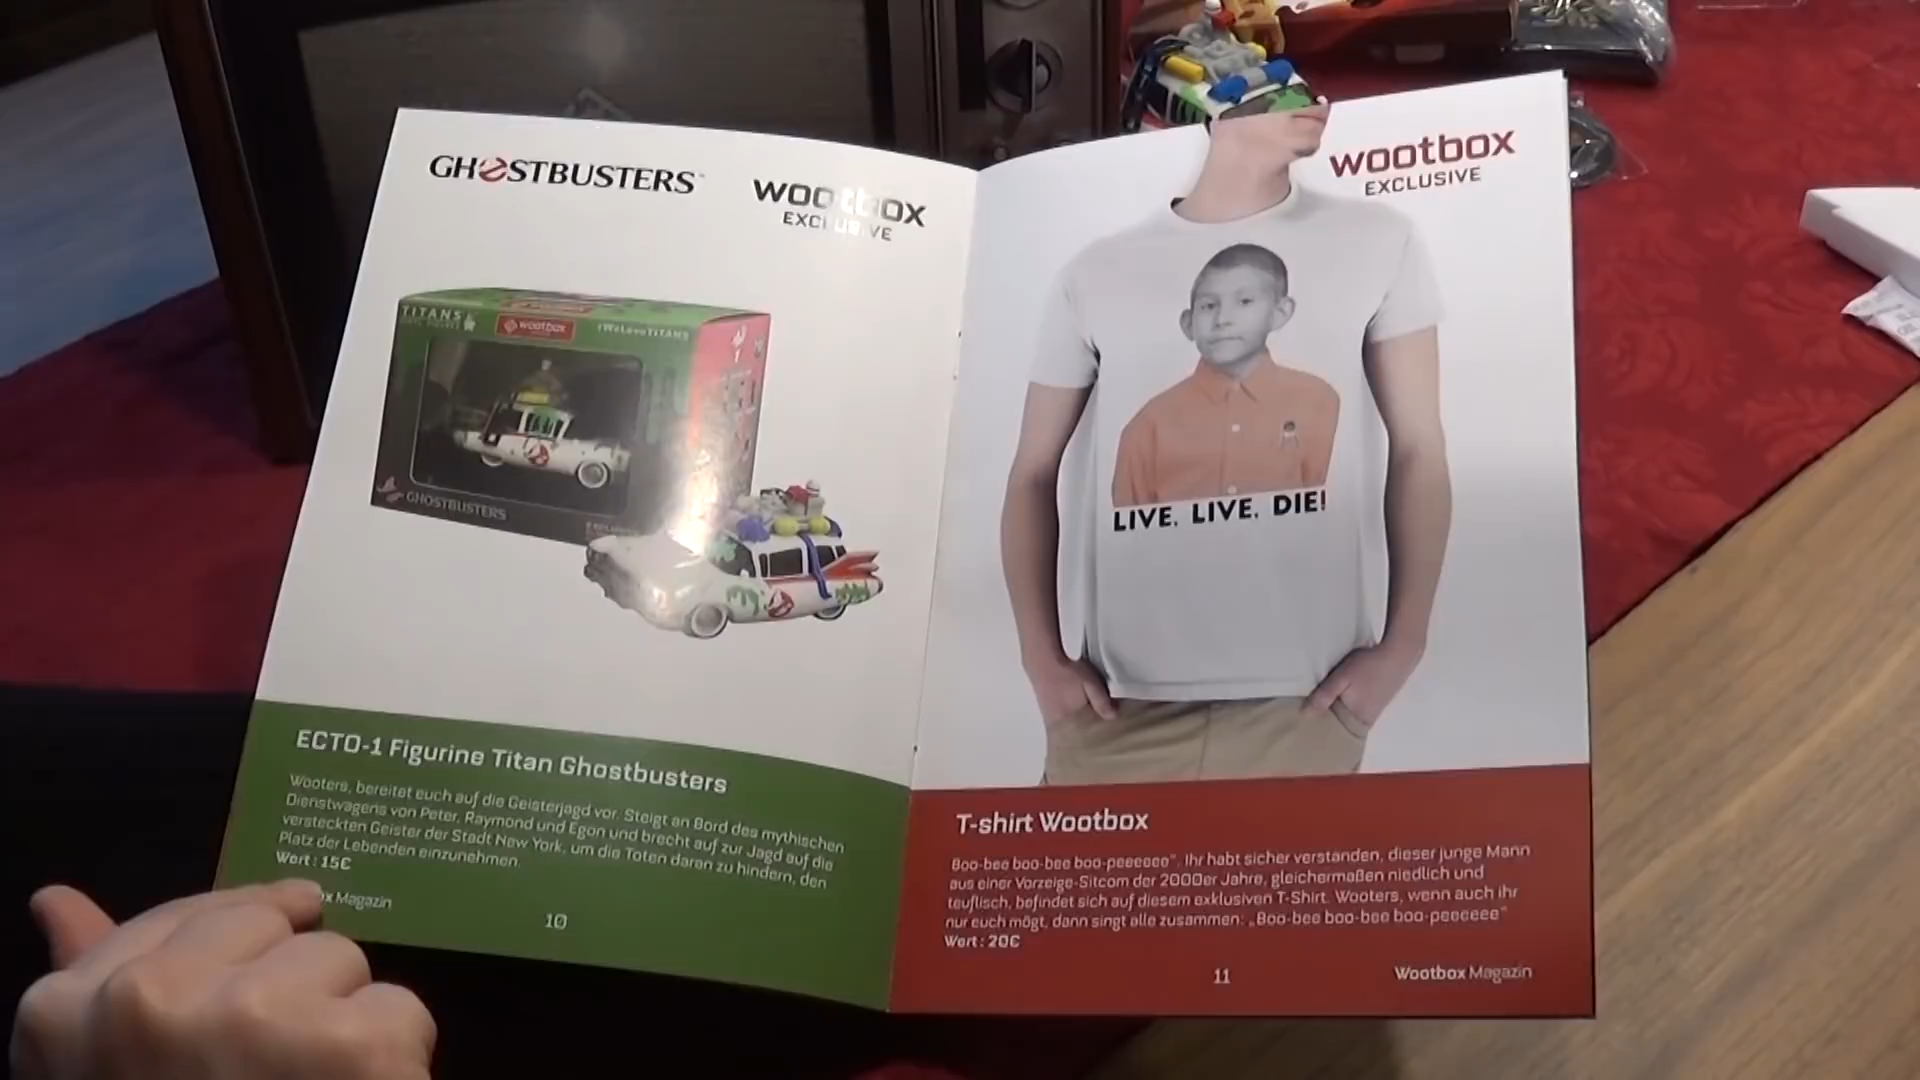 GHOSTBUSTERS
wootbox
EXCLUSIVE
TITANS
wootbox
#WeLoveTITANS
GHOSTBUSTERS
ECTO-1 Figurine Titan Ghostbusters
Wooters, bereitet euch auf die Geisterjagd vor. Steigt an Bord des mythischen
Dienstwagens von Peter, Raymond und Egon und brecht auf zur Jagd auf die
versteckten Geister der Stadt New York, um die Toten daran zu hindern, den
Platz der Lebenden einzunehmen.
Wert : 15€
ox Magazin
10
wootbox
EXCLUSIVE
LIVE, LIVE, DIE!
T-shirt Wootbox
Boo-bee boo-bee boo-peeeeee". Ihr habt sicher verstanden, dieser junge Mann
aus einer Vorzeige-Sitcom der 2000er Jahre, gleichermaßen niedlich und
teuflisch, befindet sich auf diesem exklusiven T-Shirt. Wooters, wenn auch ihr
nur euch mögt, dann singt alle zusammen: „Boo-bee boo-bee boo-peeeeee"
Wert : 20€
11
Wootbox Magazin